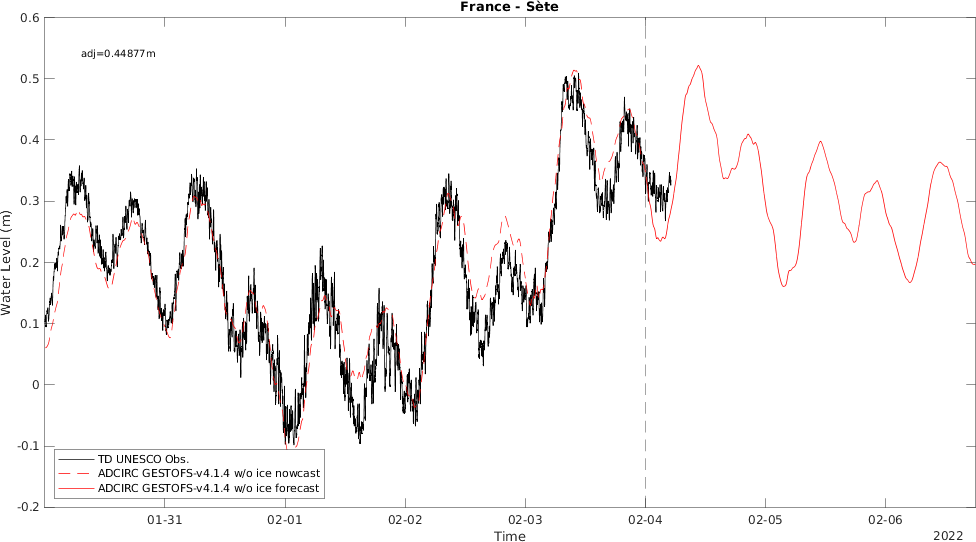 France - Sète
adj=0.44877m
0.6
0.5
0.4
0.3
0.2
0.1
0
-0.1
-0.2
Water Level (m)
TD UNESCO Obs.
ADCIRC GESTOFS-v4.1.4 w/o ice nowcast
ADCIRC GESTOFS-v4.1.4 w/o ice forecast
01-31 02-01 02-02 02-03 02-04 02-05 02-06
Time
2022